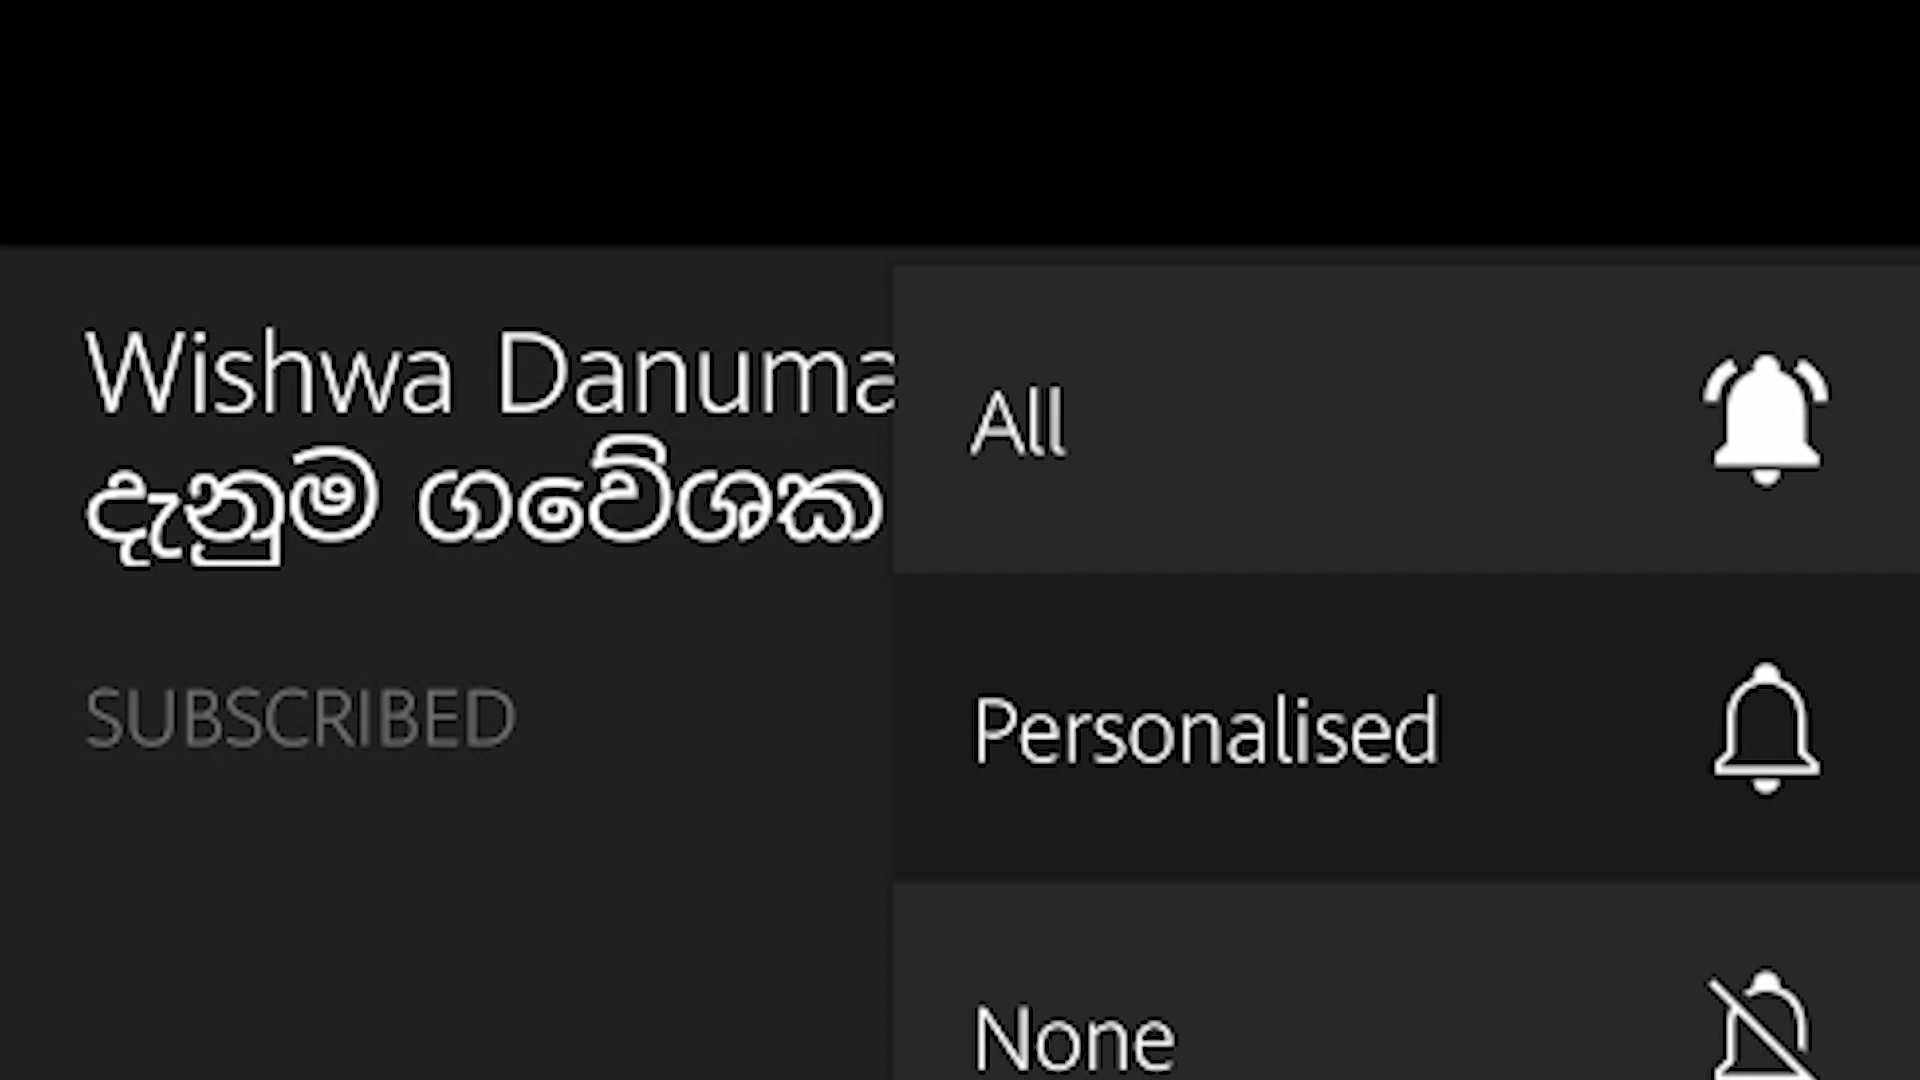 Wishwa Danuma
දැනුම ගවේශක
SUBSCRIBED
All
Personalised
None